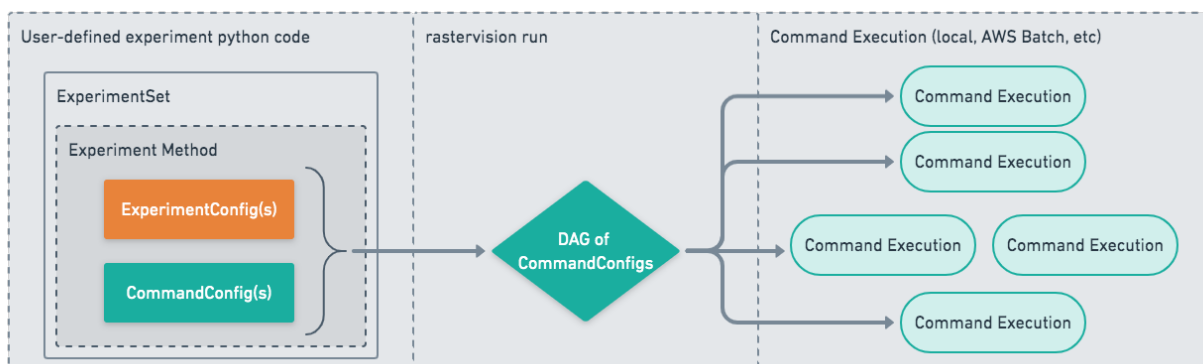 User-defined experiment python code
rastervision run
Command Execution (local, AWS Batch, etc)
ExperimentSet
Experiment Method
ExperimentConfig(s)
CommandConfig(s)
DAG of
CommandConfigs
Command Execution
Command Execution
Command Execution
Command Execution
Command Execution